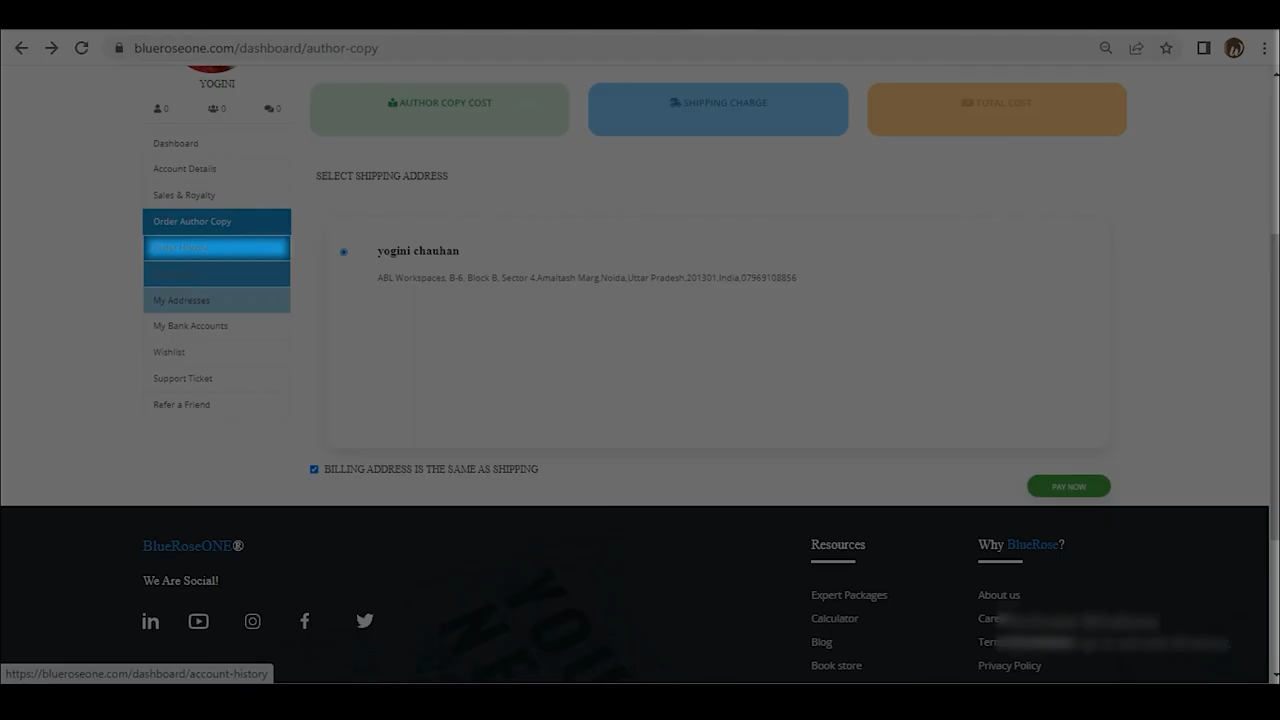 blueroseone.com/dashboard/author-copy
YOGINI
0 0 0
AUTHOR COPY COST
SHIPPING CHARGE
TOTAL COST
Dashboard
Account Details
Sales & Royalty
Order Author Copy
My Addresses
My Bank Accounts
Wishlist
Support Ticket
Refer a Friend
SELECT SHIPPING ADDRESS
yogini chauhan
ABL Workspaces, B-6, Block B, Sector 4,Amaltash Marg,Noida,Uttar Pradesh,201301,India,07969108856
BILLING ADDRESS IS THE SAME AS SHIPPING
PAY NOW
BlueRoseONE®
We Are Social!
Resources
Expert Packages
Calculator
Blog
Book store
Why BlueRose?
About us
Privacy Policy
https://blueroseone.com/dashboard/account-history